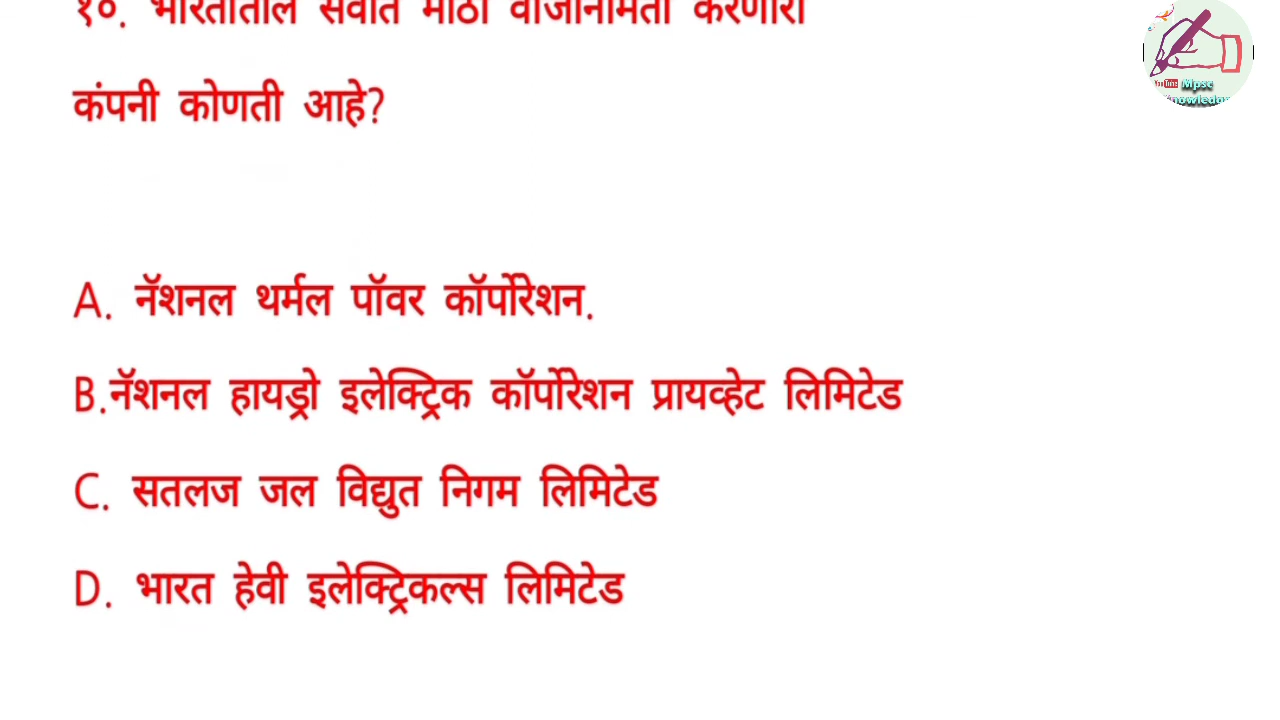 १०. भारतातील सर्वात मोठी वीजनिर्मिती करणारी
कंपनी कोणती आहे?
A. नॅशनल थर्मल पॉवर कॉर्पोरेशन.
B.नॅशनल हायड्रो इलेक्ट्रिक कॉर्पोरेशन प्रायव्हेट लिमिटेड
C. सतलज जल विद्युत निगम लिमिटेड
D. भारत हेवी इलेक्ट्रिकल्स लिमिटेड
YouTube Mpsc